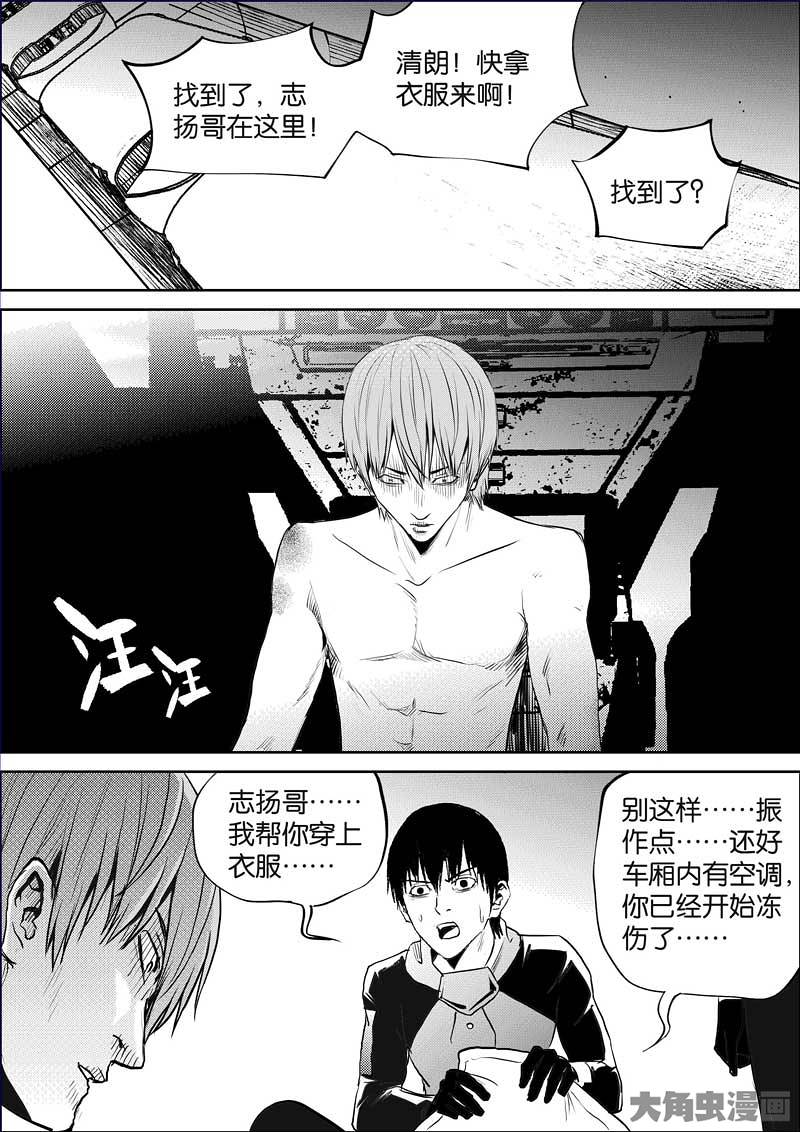 找到了，志
扬哥在这里！
清朗！快拿
衣服来啊！
找到了？
汪
汪
志扬哥……
我帮你穿上
衣服……
别这样……振
作点……还好
车厢内有空调，
你已经开始冻
伤了……
大角虫漫画